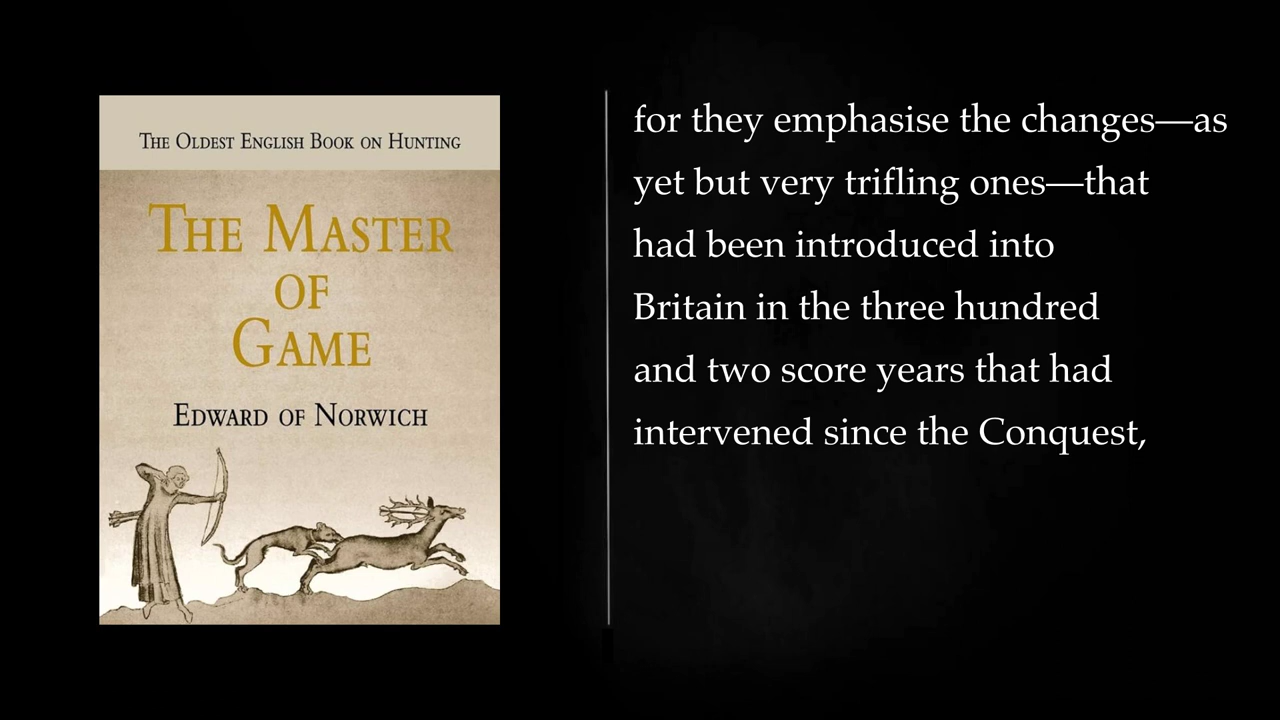 The Oldest English Book on Hunting
The Master
of
Game
Edward of Norwich
for they emphasise the changes—as
yet but very trifling ones—that
had been introduced into
Britain in the three hundred
and two score years that had
intervened since the Conquest,